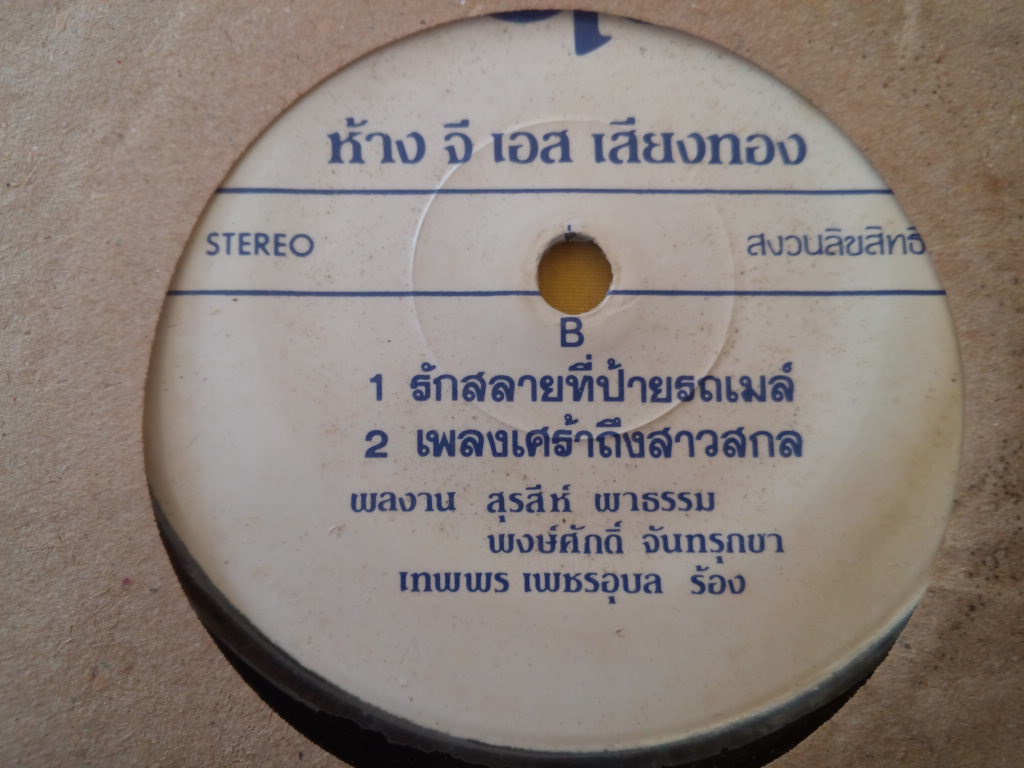 ห้าง จี เอส เสียงทอง
STEREO สงวนลิขสิทธิ์
B
1 รักสลายที่ป้ายรถเมล์
2 เพลงเศร้าถึงสาวสกล
ผลงาน สุรสีห์ พาธรรม
พงษ์ศักดิ์ จันทรุกขา
เทพพร เพชรอุบล ร้อง